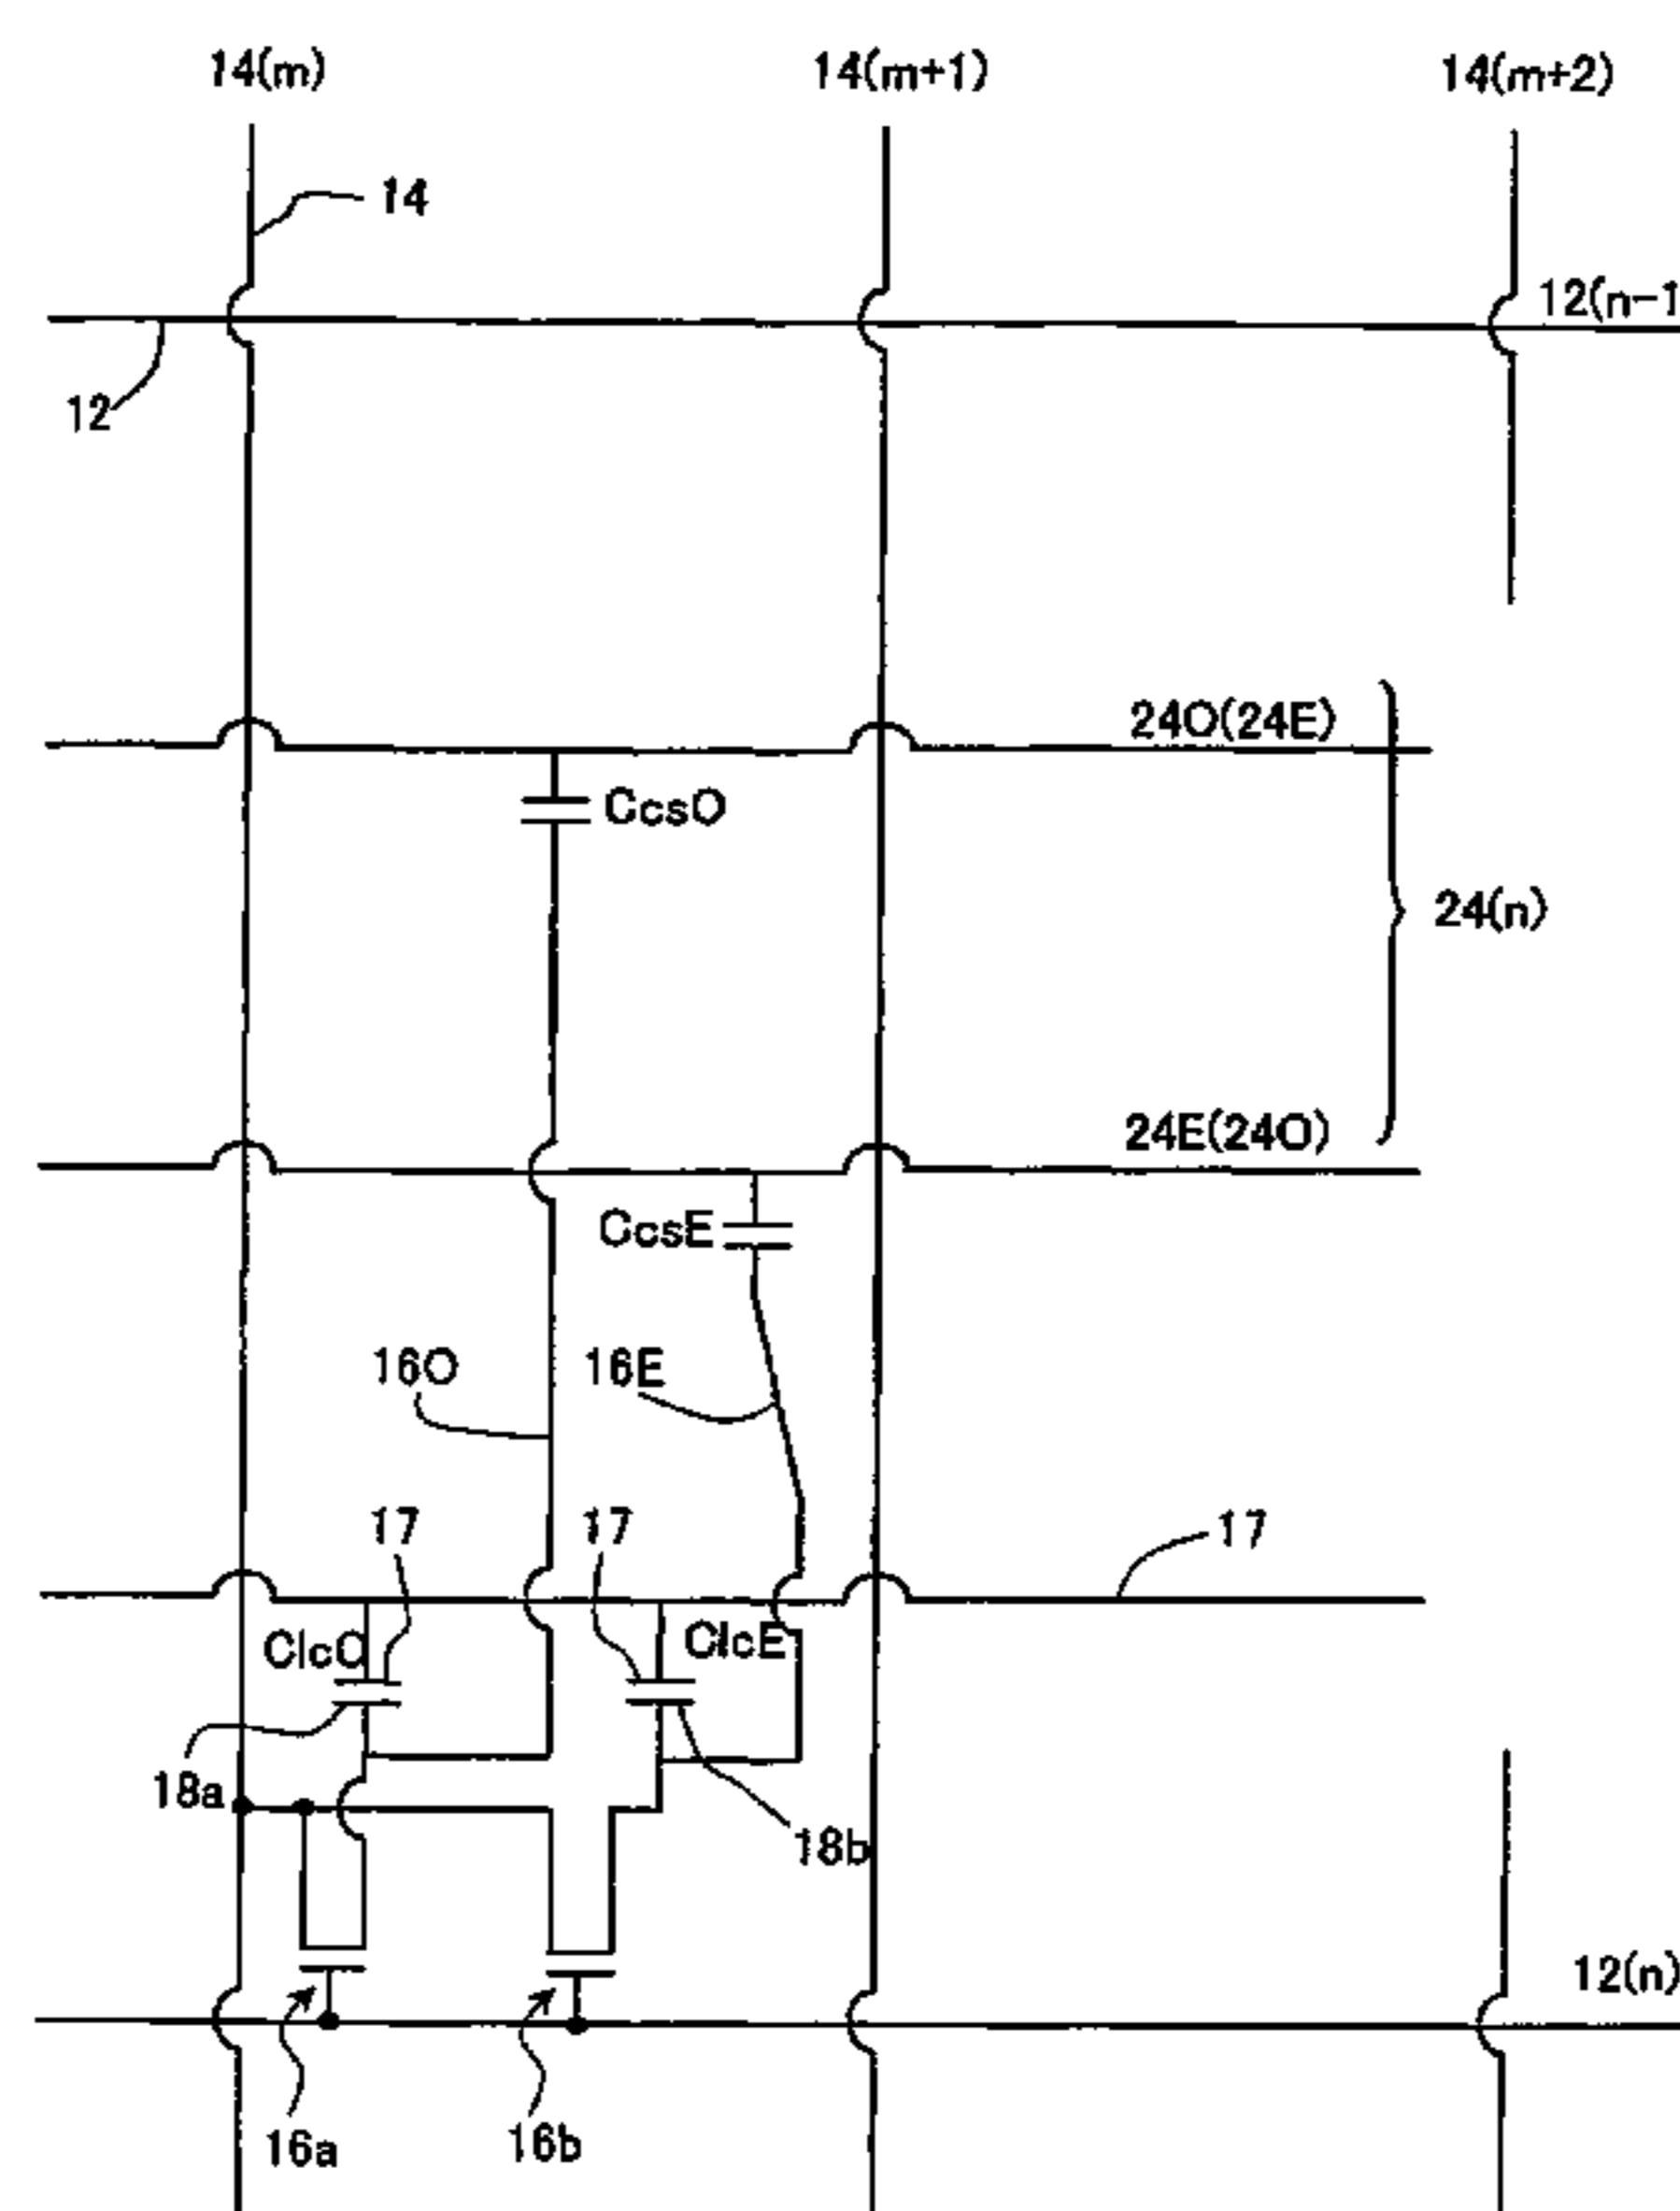 14(m)
14(m+1)
14(m+2)
14
12(n-1
12
24O(24E)
CcsO
24(n)
24E(24O)
CcsE
16O
16E
17
17
17
ClcO
ClcE
18a
18b
12(n)
16a
16b